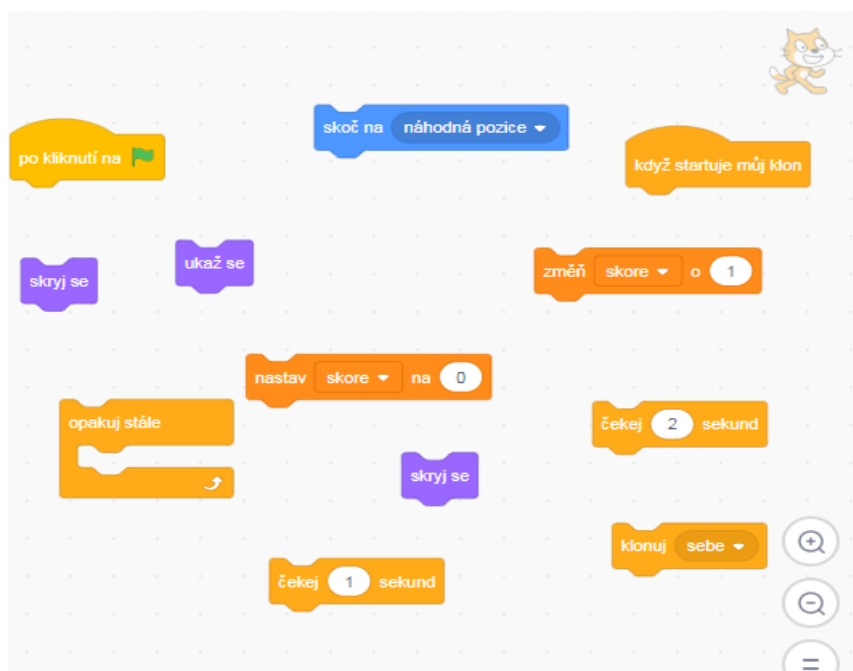 skoč na náhodná pozice
po kliknutí na
když startuje můj klon
ukaž se
skryj se
změň skore o 1
nastav skore na 0
opakuj stále
čekej 2 sekund
skryj se
klonuj sebe
čekej 1 sekund